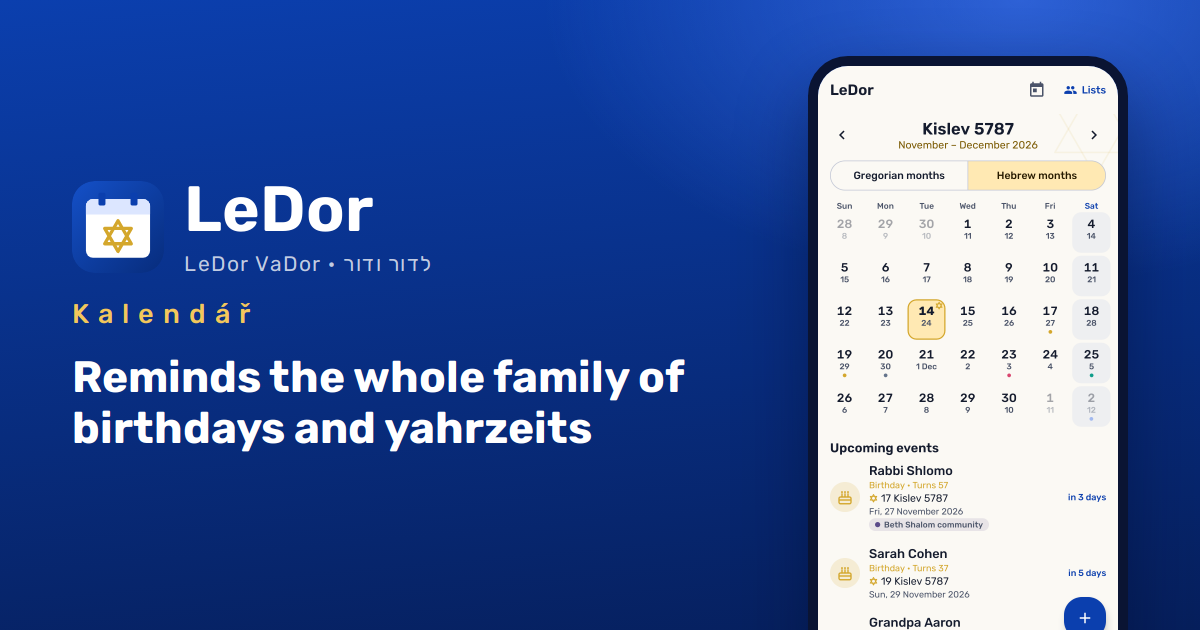 LeDor
LeDor VaDor • לדור ודור
Kalendář
Reminds the whole family of
birthdays and yahrzeits
LeDor
Lists
Kislev 5787
November – December 2026
Gregorian months Hebrew months
Sun Mon Tue Wed Thu Fri Sat
28 29 30 1 2 3 4
8 9 10 11 12 13 14
5 6 7 8 9 10 11
15 16 17 18 19 20 21
12 13 14 15 16 17 18
22 23 24 25 26 27 28
19 20 21 22 23 24 25
29 30 1 Dec 2 3 4 5
26 27 28 29 30 1 2
6 7 8 9 10 11 12
Upcoming events
Rabbi Shlomo
Birthday • Turns 57
17 Kislev 5787
in 3 days
Fri, 27 November 2026
Beth Shalom community
Sarah Cohen
Birthday • Turns 37
in 5 days
19 Kislev 5787
Sun, 29 November 2026
Grandpa Aaron
+